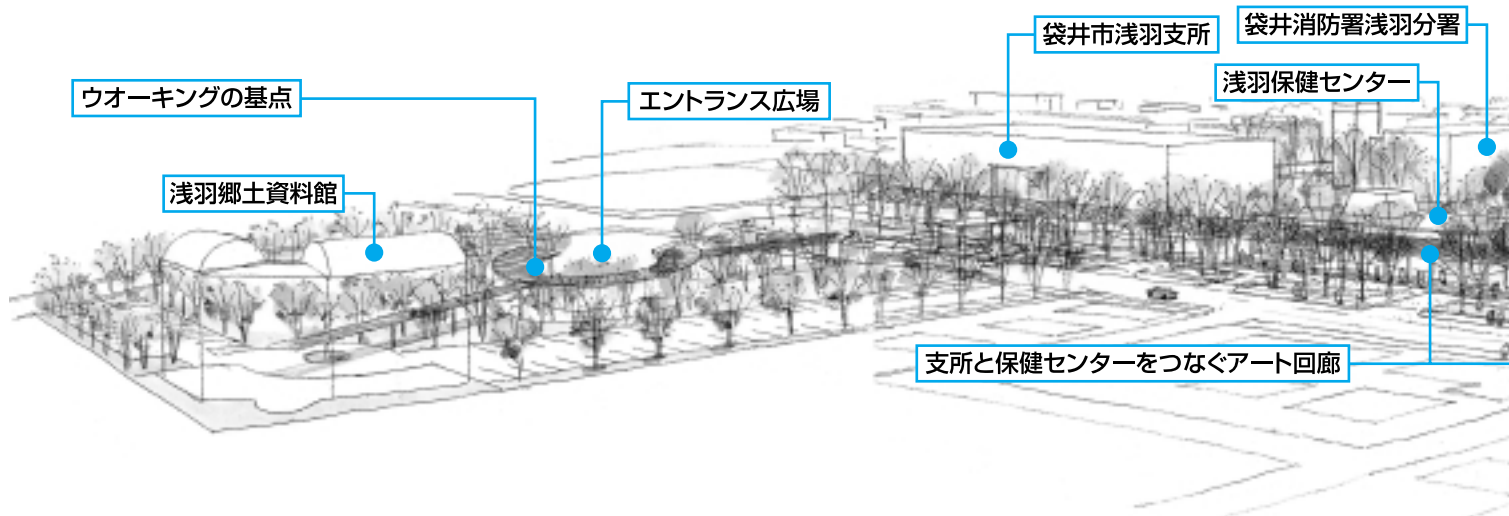 ウオーキングの基点
浅羽郷土資料館
エントランス広場
袋井市浅羽支所
袋井消防署浅羽分署
浅羽保健センター
支所と保健センターをつなぐアート回廊